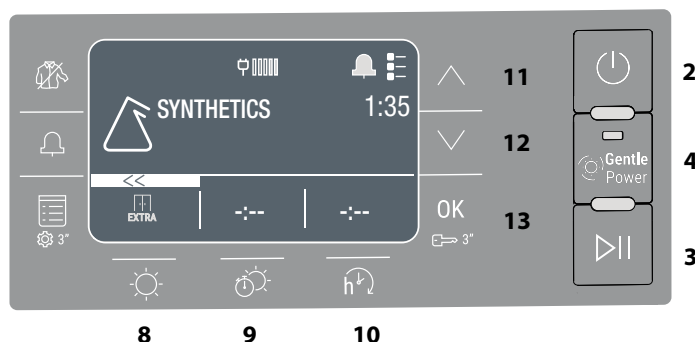 2
11
SYNTHETICS 1:35
12
Gentle
Power
4
<<
EXTRA -:-- -:--
OK
13
3"
3"
3
h
8 9 10